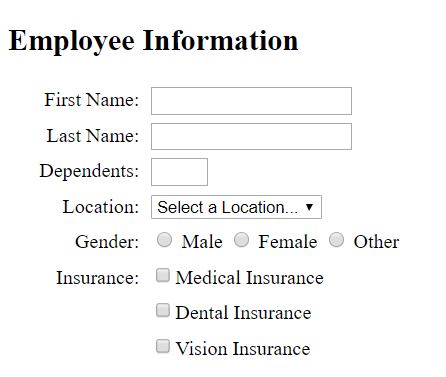 Employee Information
First Name:
Last Name:
Dependents:
Location: Select a Location...
Gender: Male Female Other
Insurance: Medical Insurance
Dental Insurance
Vision Insurance